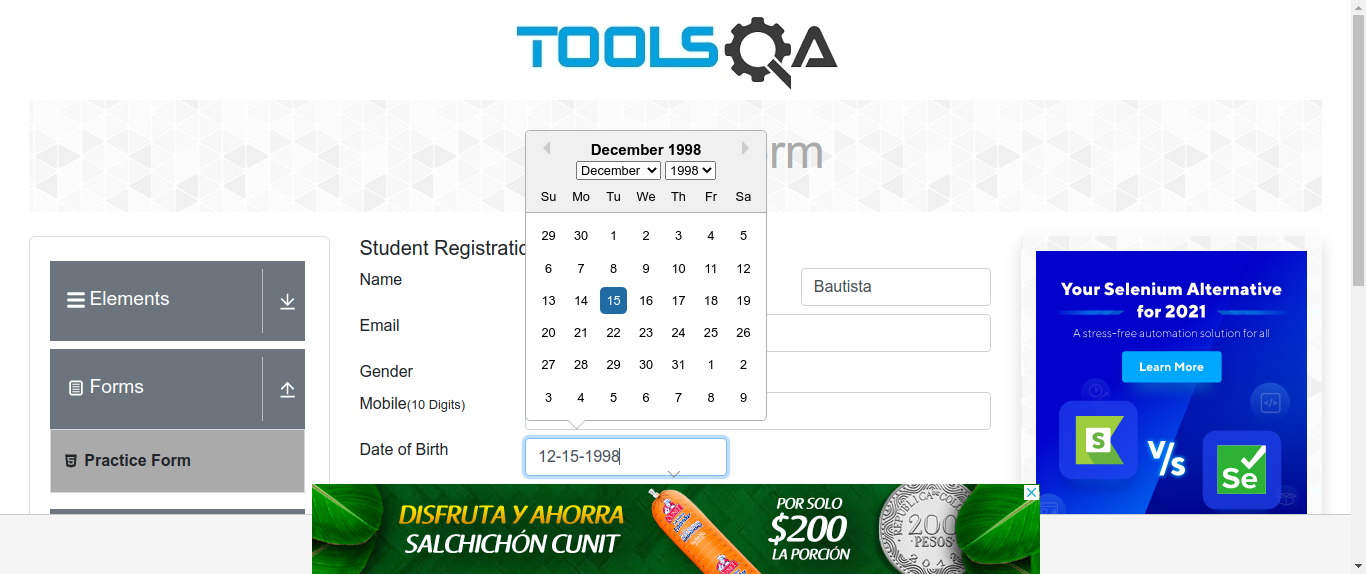 TOOLSQA
rm
December 1998
December 1998
Su Mo Tu We Th Fr Sa
29 30 1 2 3 4 5
6 7 8 9 10 11 12
13 14 15 16 17 18 19
20 21 22 23 24 25 26
27 28 29 30 31 1 2
3 4 5 6 7 8 9
Elements
Forms
Practice Form
Student Registratio
Name
Bautista
Email
Gender
Mobile(10 Digits)
Date of Birth
12-15-1998
Your Selenium Alternative
for 2021
A stress-free automation solution for all
Learn More
S
V/s
Se
DISFRUTA Y AHORRA
SALCHICHÓN CUNIT
POR SOLO
$200
LA PORCIÓN
200
PESOS